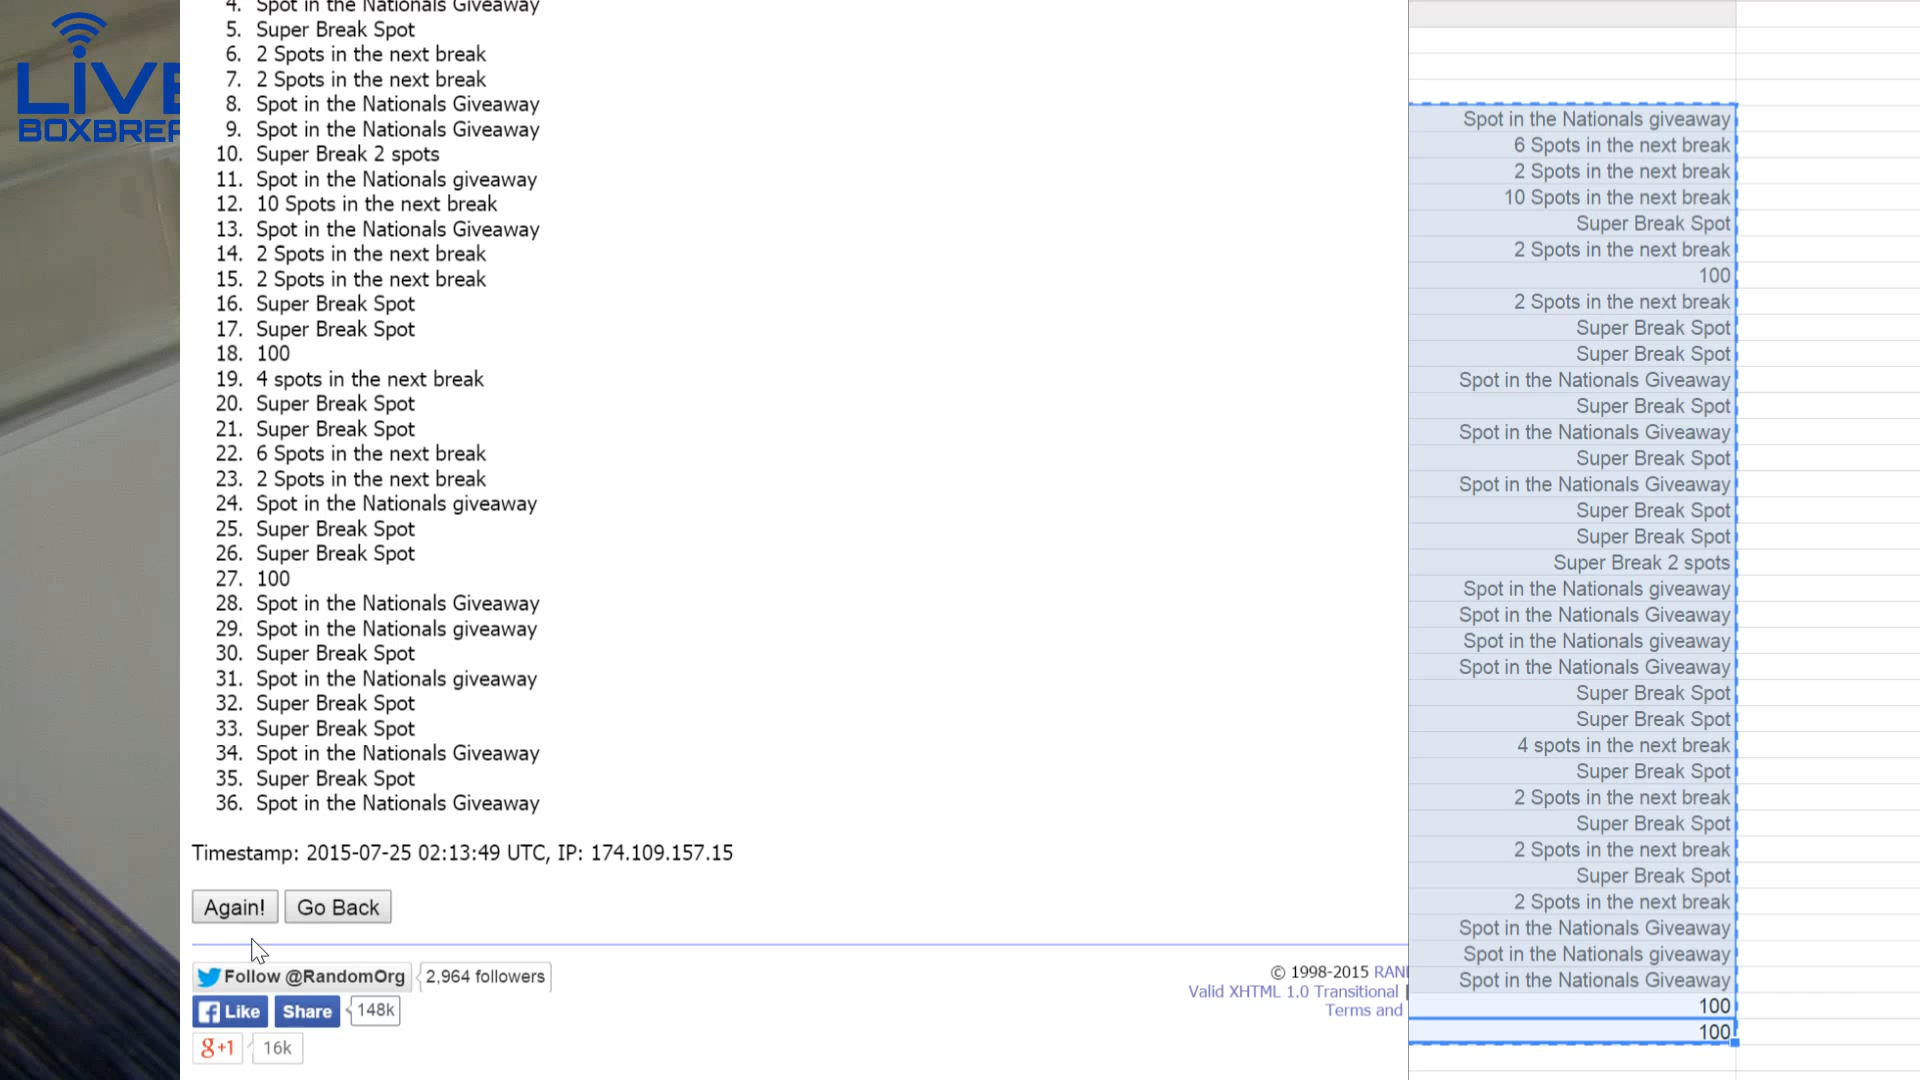 LIVE
BOXBREA
4. Spot in the Nationals Giveaway
5. Super Break Spot
6. 2 Spots in the next break
7. 2 Spots in the next break
8. Spot in the Nationals Giveaway
9. Spot in the Nationals Giveaway
10. Super Break 2 spots
11. Spot in the Nationals giveaway
12. 10 Spots in the next break
13. Spot in the Nationals Giveaway
14. 2 Spots in the next break
15. 2 Spots in the next break
16. Super Break Spot
17. Super Break Spot
18. 100
19. 4 spots in the next break
20. Super Break Spot
21. Super Break Spot
22. 6 Spots in the next break
23. 2 Spots in the next break
24. Spot in the Nationals giveaway
25. Super Break Spot
26. Super Break Spot
27. 100
28. Spot in the Nationals Giveaway
29. Spot in the Nationals giveaway
30. Super Break Spot
31. Spot in the Nationals giveaway
32. Super Break Spot
33. Super Break Spot
34. Spot in the Nationals Giveaway
35. Super Break Spot
36. Spot in the Nationals Giveaway
Timestamp: 2015-07-25 02:13:49 UTC, IP: 174.109.157.15
Again! Go Back
Follow @RandomOrg 2,964 followers
Like Share 148k
g+1 16k
© 1998-2015 RAN
Valid XHTML 1.0 Transitional |
Terms and
Spot in the Nationals giveaway
6 Spots in the next break
2 Spots in the next break
10 Spots in the next break
Super Break Spot
2 Spots in the next break
100
2 Spots in the next break
Super Break Spot
Super Break Spot
Spot in the Nationals Giveaway
Super Break Spot
Spot in the Nationals Giveaway
Super Break Spot
Spot in the Nationals Giveaway
Super Break Spot
Super Break Spot
Super Break 2 spots
Spot in the Nationals giveaway
Spot in the Nationals Giveaway
Spot in the Nationals giveaway
Spot in the Nationals Giveaway
Super Break Spot
Super Break Spot
4 spots in the next break
Super Break Spot
2 Spots in the next break
Super Break Spot
2 Spots in the next break
Super Break Spot
2 Spots in the next break
Spot in the Nationals Giveaway
Spot in the Nationals giveaway
Spot in the Nationals Giveaway
100
100